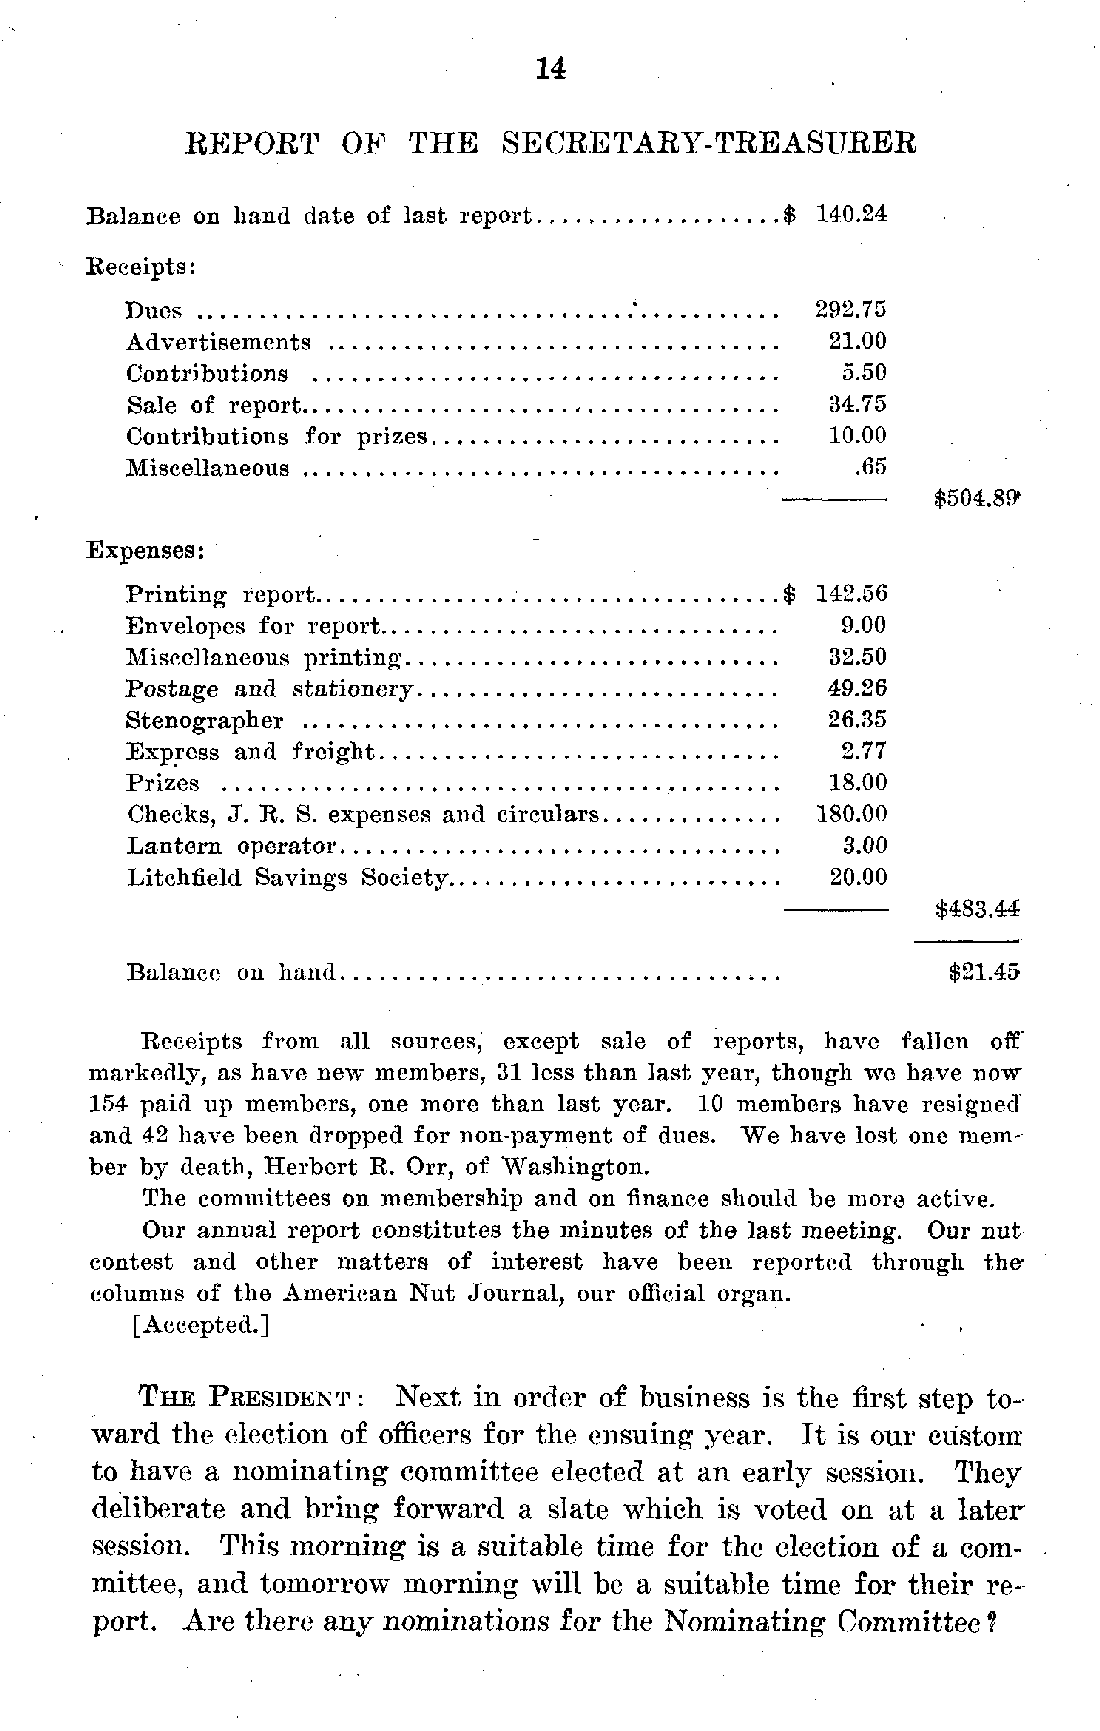 14
REPORT OF THE SECRETARY-TREASURER
Balance on hand date of last report...................$ 140.24
Receipts:
Dues .............................................. 292.75
Advertisements ................................... 21.00
Contributions .................................... 5.50
Sale of report..................................... 34.75
Contributions for prizes........................... 10.00
Miscellaneous ..................................... .65
$504.89
Expenses:
Printing report....................................$ 142.56
Envelopes for report............................... 9.00
Miscellaneous printing............................. 32.50
Postage and stationery............................ 49.26
Stenographer ..................................... 26.35
Express and freight............................... 2.77
Prizes ........................................... 18.00
Checks, J. R. S. expenses and circulars.............. 180.00
Lantern operator.................................. 3.00
Litchfield Savings Society.......................... 20.00
$483.44
Balance on hand.................................. $21.45
Receipts from all sources, except sale of reports, have fallen off
markedly, as have new members, 31 less than last year, though we have now
154 paid up members, one more than last year. 10 members have resigned
and 42 have been dropped for non-payment of dues. We have lost one mem-
ber by death, Herbert R. Orr, of Washington.
The committees on membership and on finance should be more active.
Our annual report constitutes the minutes of the last meeting. Our nut
contest and other matters of interest have been reported through the
columns of the American Nut Journal, our official organ.
[Accepted.]
THE PRESIDENT: Next in order of business is the first step to-
ward the election of officers for the ensuing year. It is our custom
to have a nominating committee elected at an early session. They
deliberate and bring forward a slate which is voted on at a later
session. This morning is a suitable time for the election of a com-
mittee, and tomorrow morning will be a suitable time for their re-
port. Are there any nominations for the Nominating Committee?